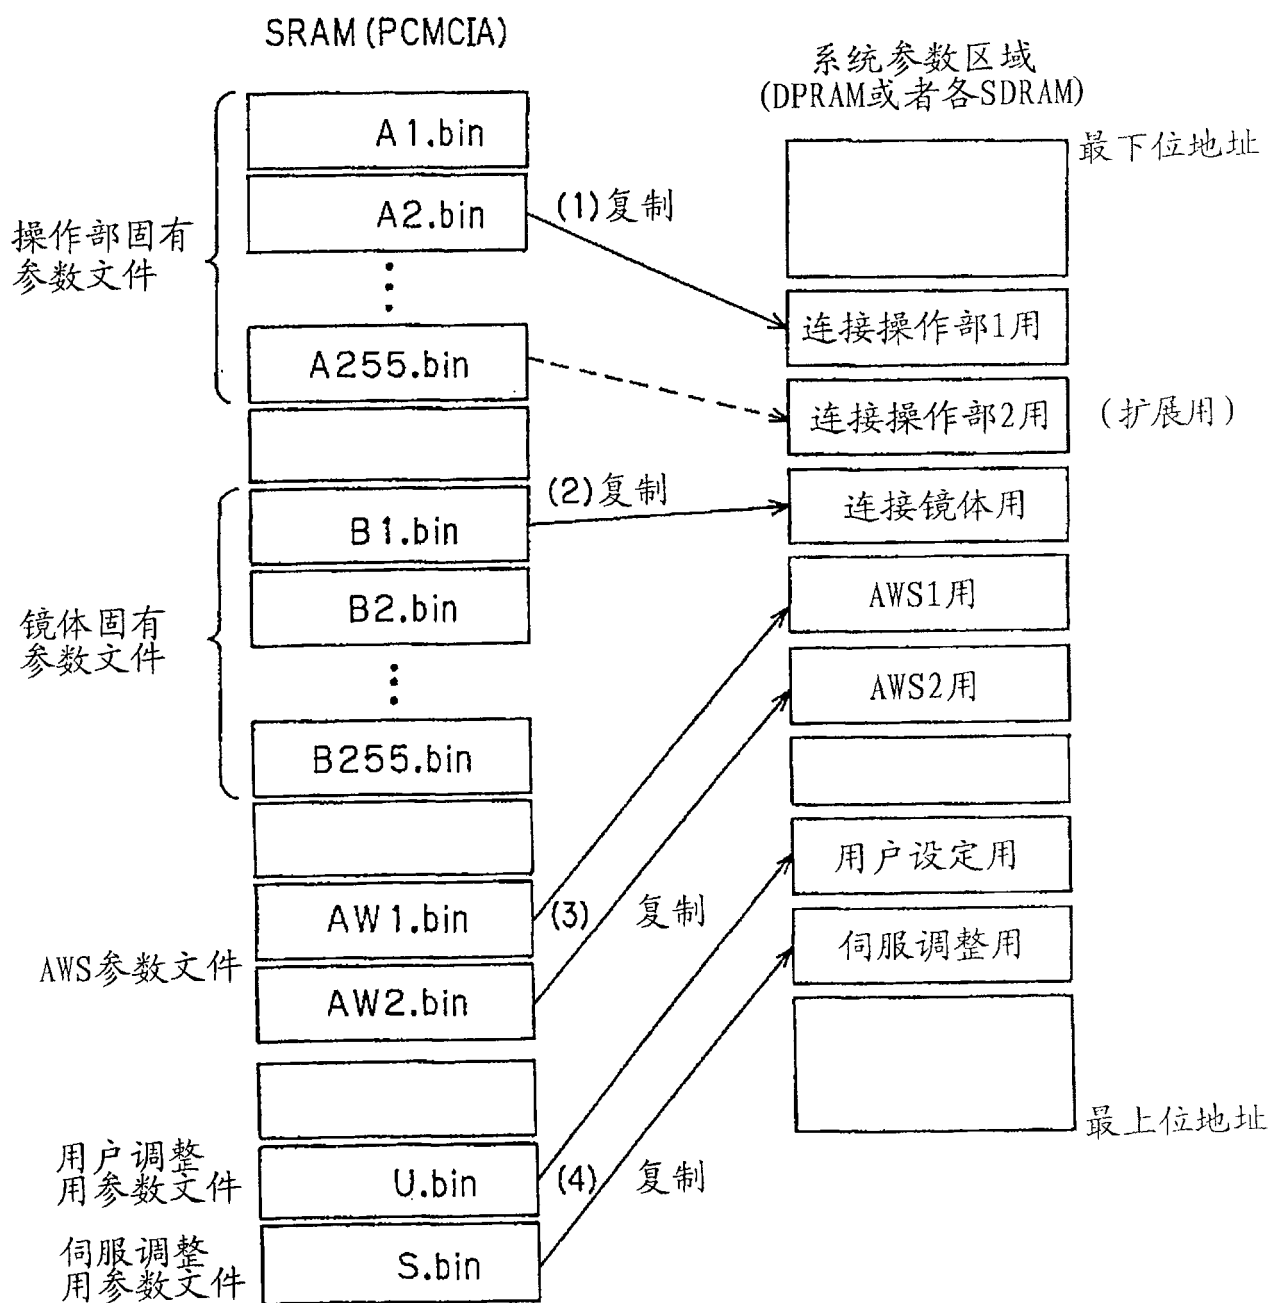 SRAM(PCMCIA)
系统参数区域
(DPRAM或者各SDRAM)
最下位地址
操作部固有
参数文件
A1.bin
A2.bin
A255.bin
(1)复制
连接操作部1用
连接操作部2用
(扩展用)
镜体固有
参数文件
B1.bin
B2.bin
B255.bin
(2)复制
连接镜体用
AWS1用
AWS2用
AWS参数文件
AW1.bin
AW2.bin
(3) 复制
用户设定用
伺服调整用
最上位地址
用户调整
用参数文件
U.bin
(4) 复制
伺服调整
用参数文件
S.bin